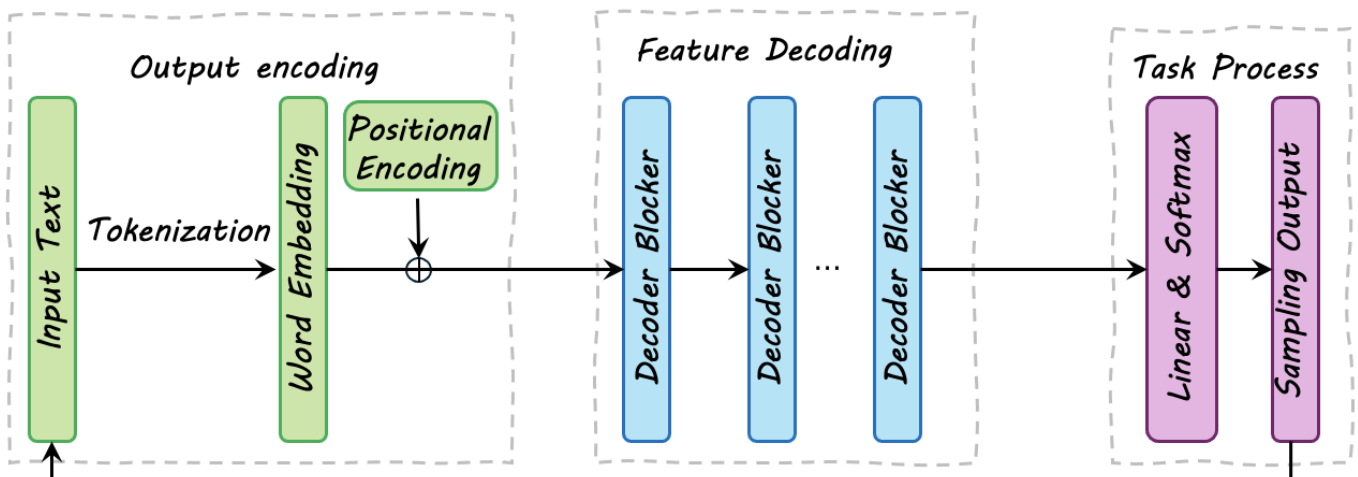 Output encoding
Input Text
Tokenization
Word Embedding
Positional
Encoding
Feature Decoding
Decoder Blocker
Decoder Blocker
...
Decoder Blocker
Task Process
Linear & Softmax
Sampling Output